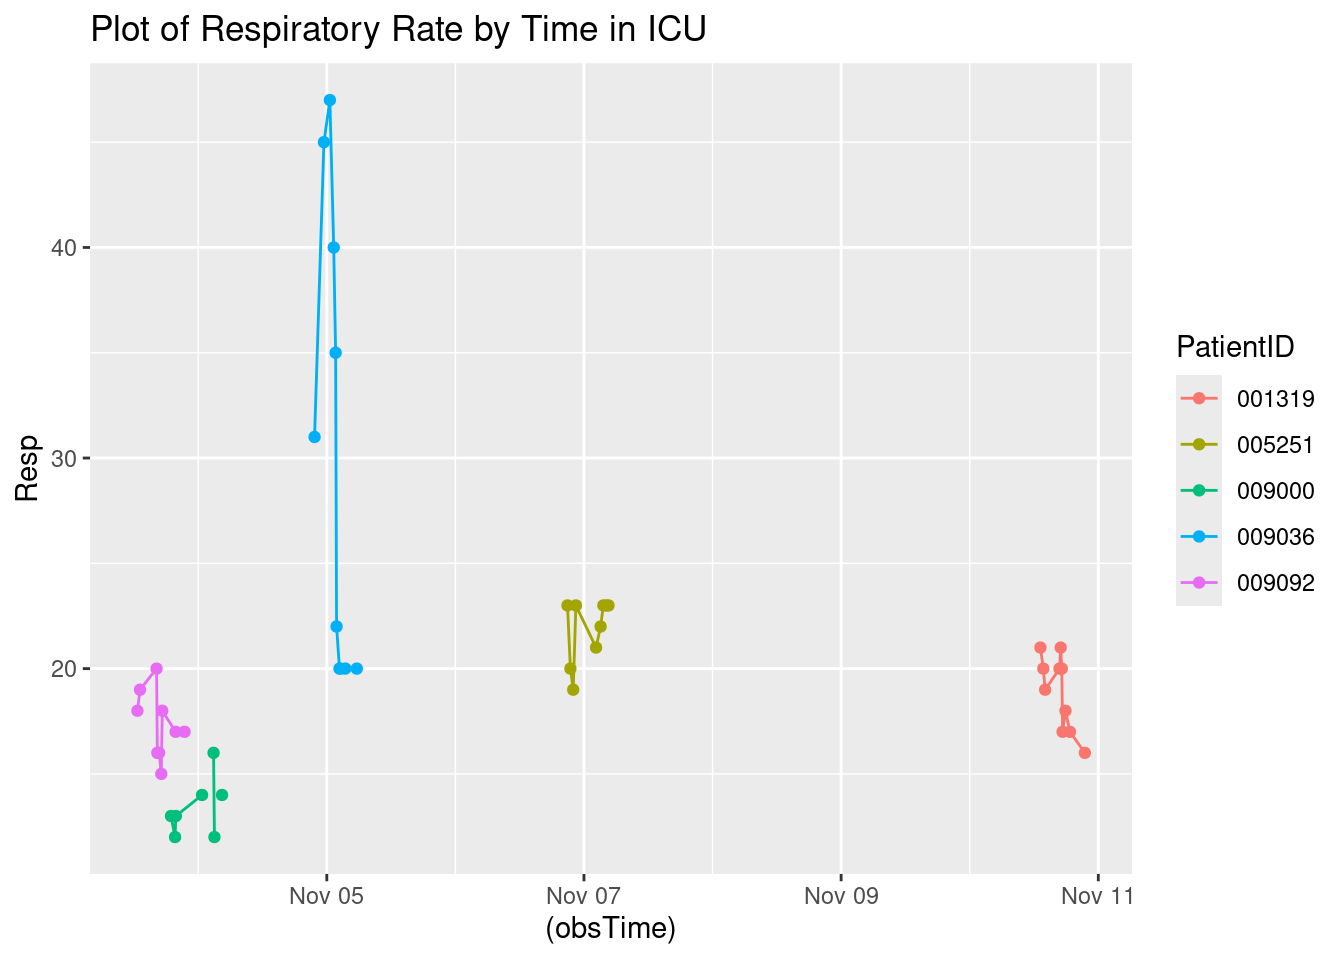 Plot of Respiratory Rate by Time in ICU
Resp
40
30
20
Nov 05
Nov 07
Nov 09
Nov 11
(obsTime)
PatientID
001319
005251
009000
009036
009092